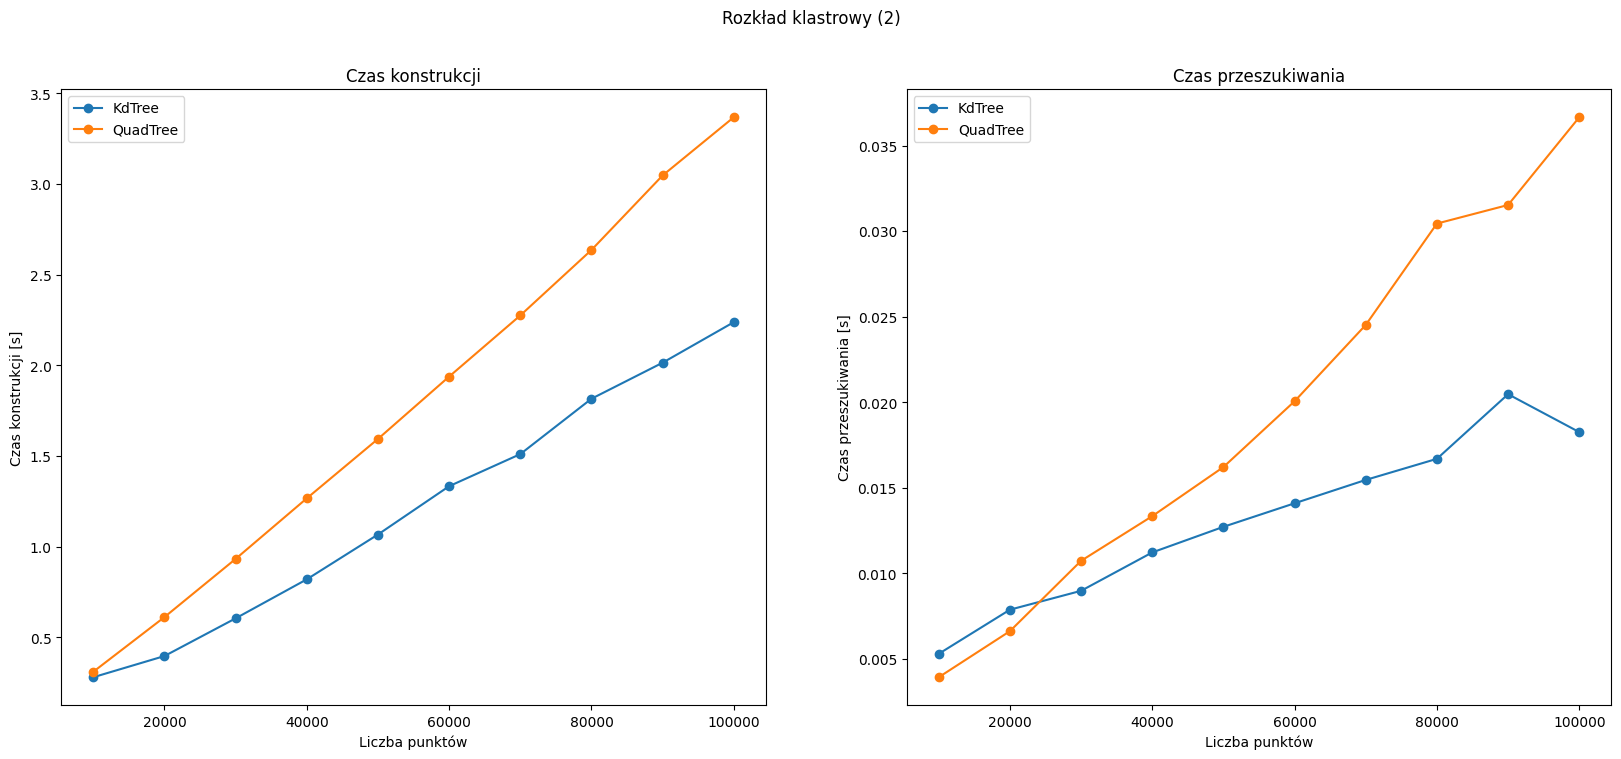 Rozkład klastrowy (2)
Czas konstrukcji
KdTree
QuadTree
3.5
3.0
2.5
2.0
1.5
1.0
0.5
Czas konstrukcji [s]
20000 40000 60000 80000 100000
Liczba punktów
Czas przeszukiwania
KdTree
QuadTree
0.035
0.030
0.025
0.020
0.015
0.010
0.005
Czas przeszukiwania [s]
20000 40000 60000 80000 100000
Liczba punktów